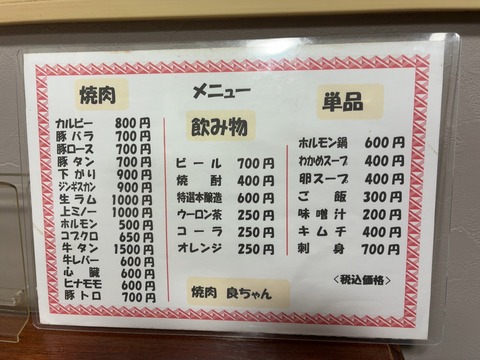 メニュー
焼肉
カルビー 800円
豚バラ 700円
豚ロース 700円
豚タン 700円
下がり 900円
ジンギスカン 900円
生ラム 1000円
上ミノー 1000円
ホルモン 500円
コブクロ 650円
牛タン 1500円
牛レバー 600円
心臓 600円
ヒナモモ 600円
豚トロ 700円
飲み物
ビール 700円
焼酎 400円
特選本醸造 600円
ウーロン茶 250円
コーラ 250円
オレンジ 250円
焼肉 良ちゃん
単品
ホルモン鍋 600円
わかめスープ 400円
卵スープ 400円
ご飯 300円
味噌汁 200円
キムチ 400円
刺身 700円
<税込価格>